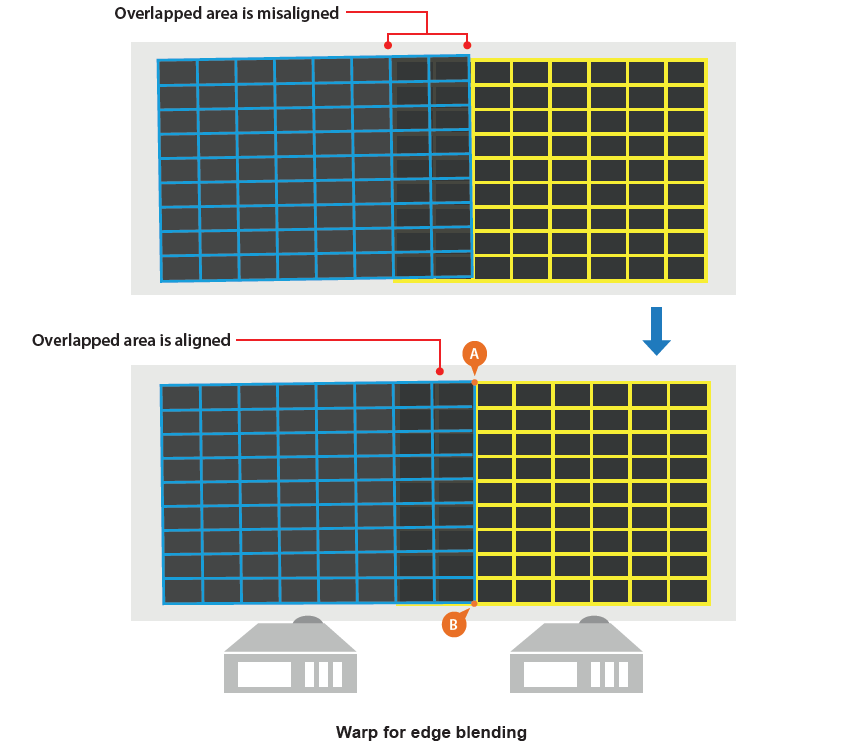 Overlapped area is misaligned
Overlapped area is aligned
A
B
Warp for edge blending